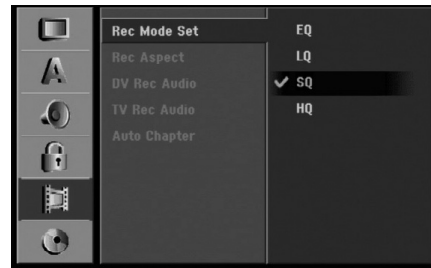 Rec Mode Set
Rec Aspect
DV Rec Audio
TV Rec Audio
Auto Chapter
EQ
LQ
SQ
HQ